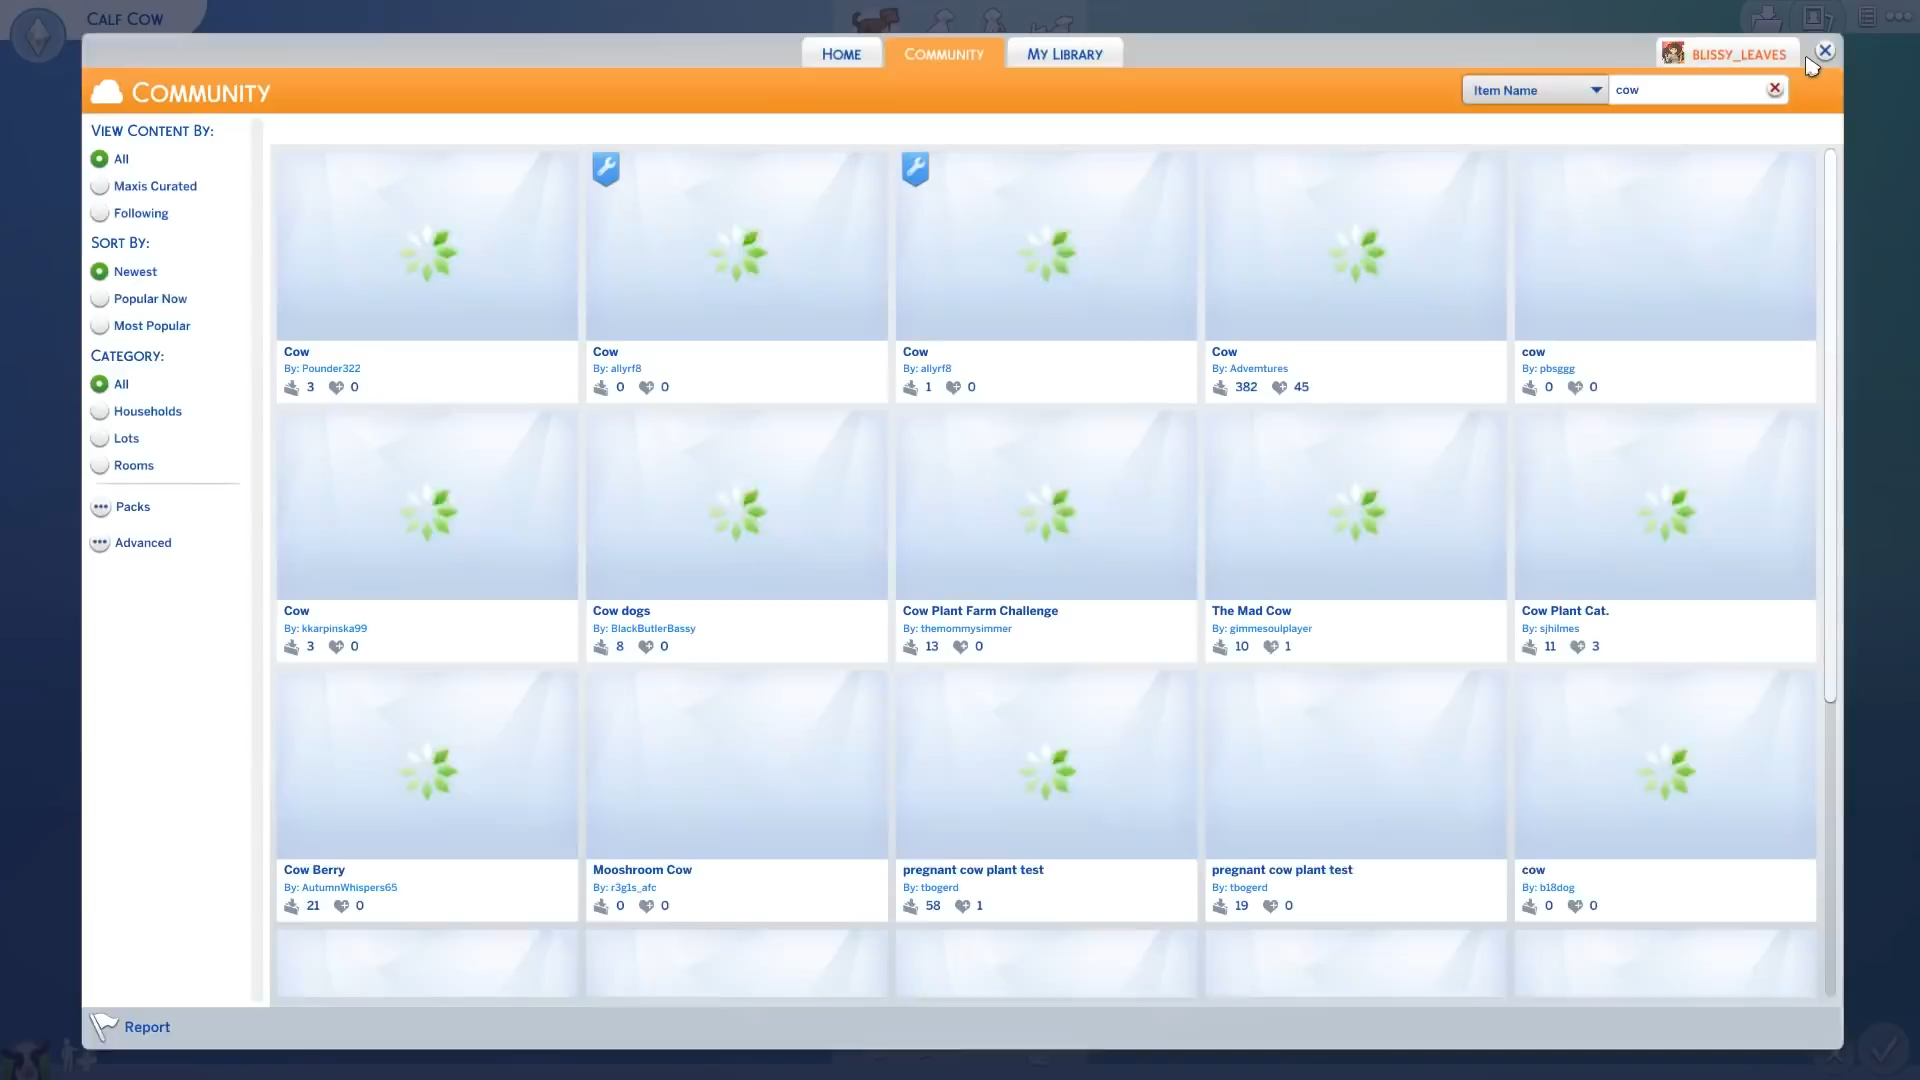 CALF COW
HOME
COMMUNITY
MY LIBRARY
BLISSY_LEAVES
COMMUNITY
Item Name
cow
VIEW CONTENT BY:
All
Maxis Curated
Following
SORT BY:
Newest
Popular Now
Most Popular
CATEGORY:
All
Households
Lots
Rooms
Packs
Advanced
Cow
By: Pounder322
3 0
Cow
By: allyrf8
0 0
Cow
By: allyrf8
1 0
Cow
By: Adverntures
382 45
cow
By: pbsggg
0 0
Cow
By: kkarpinska99
3 0
Cow dogs
By: BlackButlerBassy
8 0
Cow Plant Farm Challenge
By: themommysimmer
13 0
The Mad Cow
By: gimmesoulplayer
10 1
Cow Plant Cat.
By: sjhilmes
11 3
Cow Berry
By: AutumnWhispers65
21 0
Mooshroom Cow
By: r3g1s_afc
0 0
pregnant cow plant test
By: tbogerd
58 1
pregnant cow plant test
By: tbogerd
19 0
cow
By: b18dog
0 0
Report